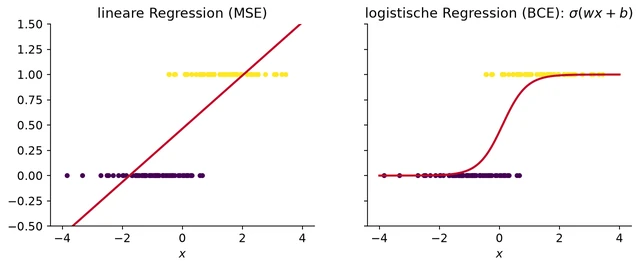 lineare Regression (MSE)
1.50
1.25
1.00
0.75
0.50
0.25
0.00
−0.25
−0.50
−4 −2 0 2 4
x
logistische Regression (BCE): σ(wx + b)
−4 −2 0 2 4
x